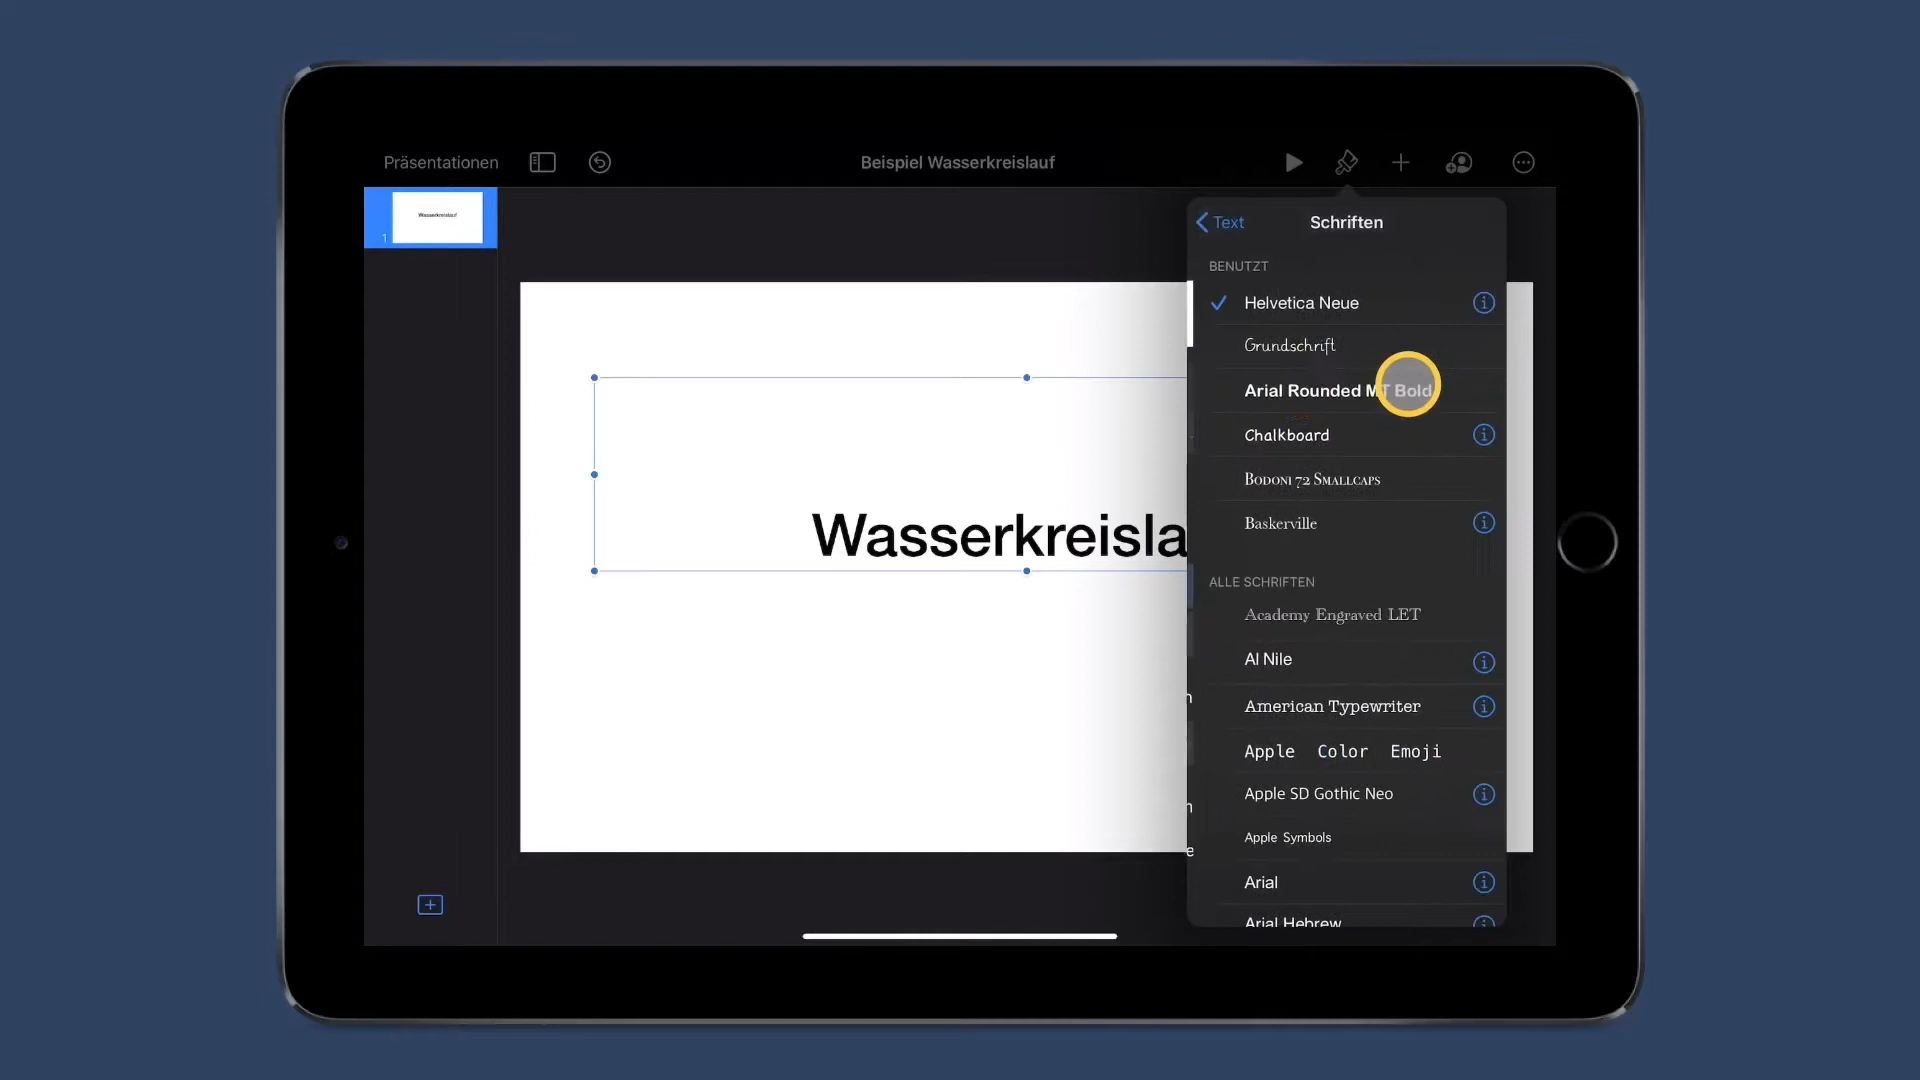 Präsentationen
Beispiel Wasserkreislauf
Wasserkreislauf
1
Text
Schriften
BENUTZT
Helvetica Neue
Grundschrift
Arial Rounded MT Bold
Chalkboard
Bodoni 72 Smallcaps
Baskerville
ALLE SCHRIFTEN
Academy Engraved LET
Al Nile
American Typewriter
Apple Color Emoji
Apple SD Gothic Neo
Apple Symbols
Arial
Arial Hebrew
Wasserkreisla